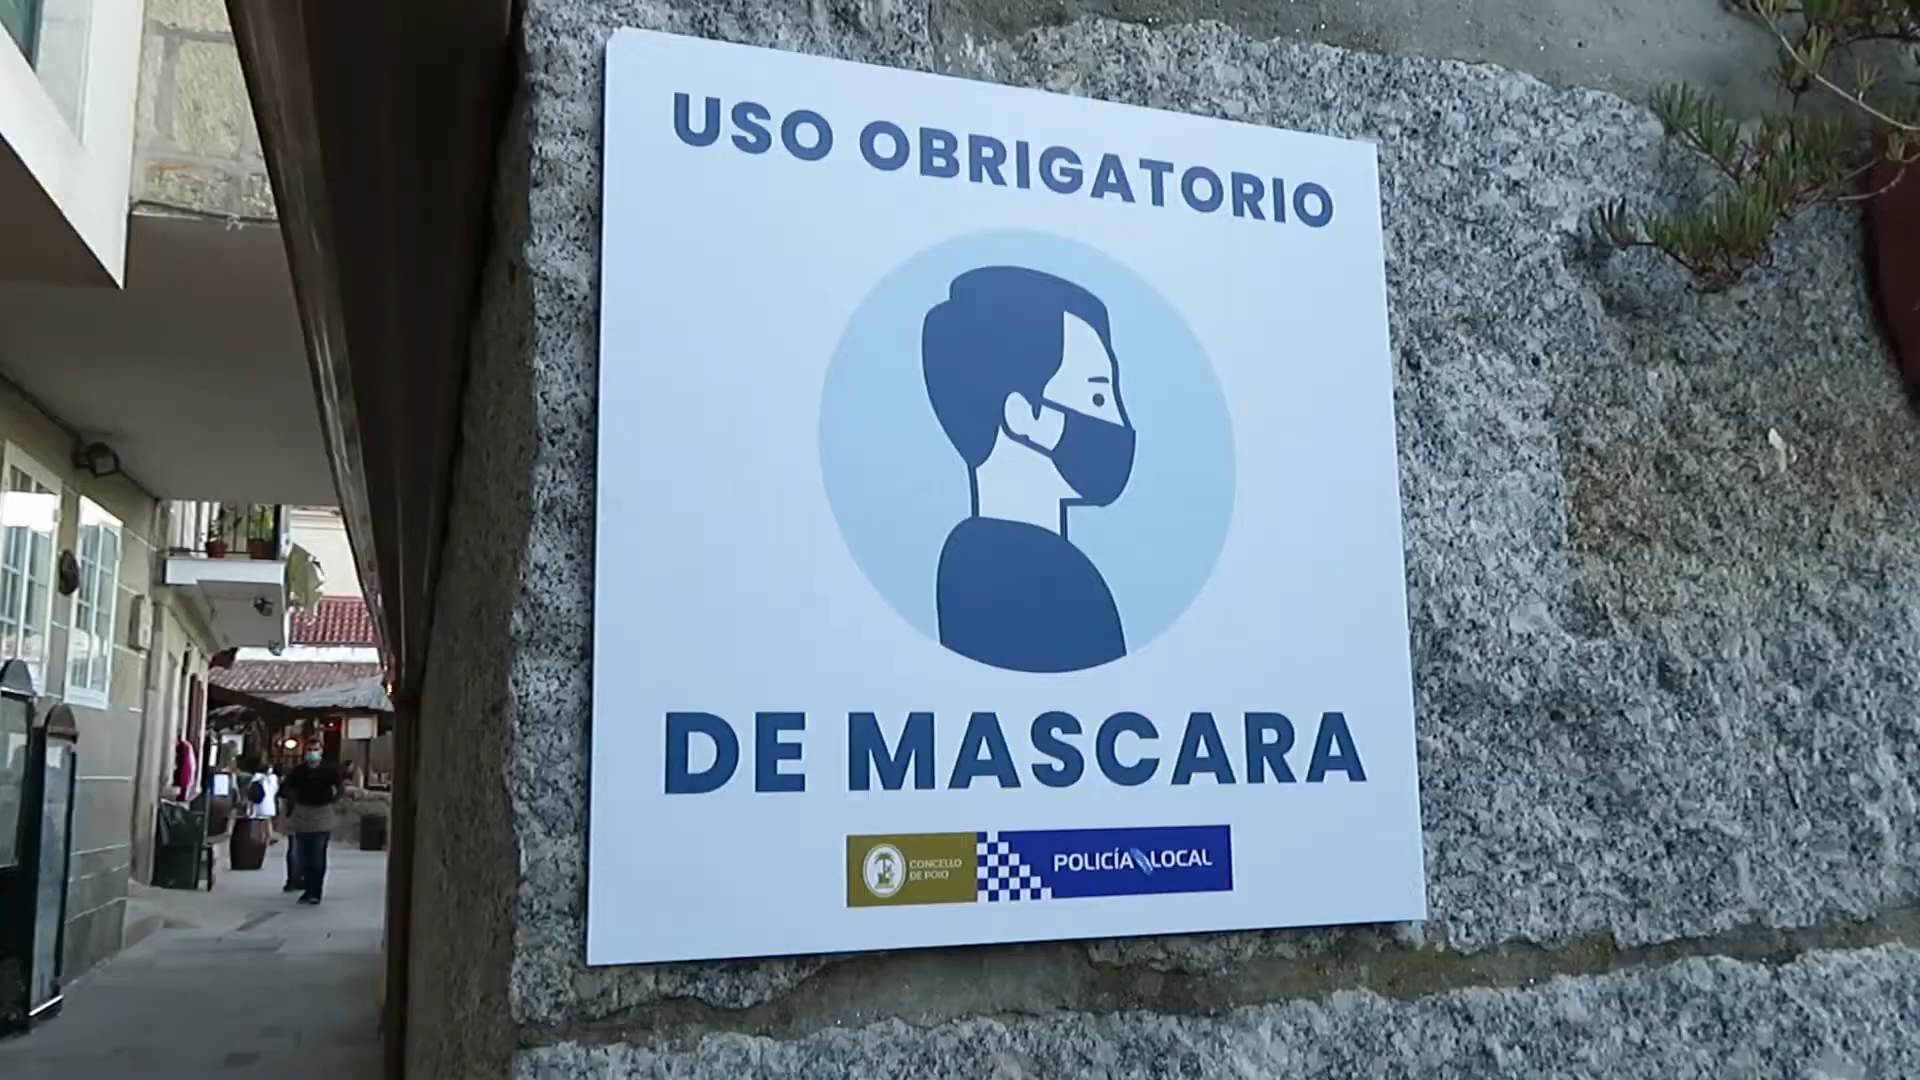 USO OBRIGATORIO
DE MASCARA
CONCELLO
DE POIO
POLICÍA LOCAL